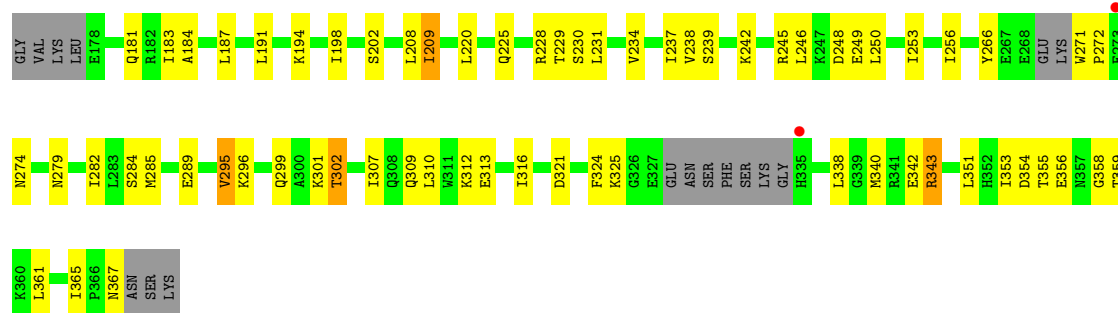 GLY VAL LYS LEU E178 Q181 R182 I183 A184 L187 L191 K194 I198 S202 L208 I209 L220 Q225 R228 T229 S230 L231 V234 I237 V238 S239 K242 R245 L246 K247 D248 E249 L250 I253 I256 Y266 E267 E268 GLU LYS W271 P272 E273
N274 N279 I282 L283 S284 M285 E289 V295 K296 Q299 A300 K301 T302 I307 Q308 Q309 L310 W311 K312 E313 I316 D321 F324 K325 G326 E327 GLU ASN SER PHE SER LYS GLY H335 L338 G339 M340 R341 E342 R343 L351 H352 I353 D354 T355 E356 N357 G358 T359
K360 L361 I365 P366 N367 ASN SER LYS